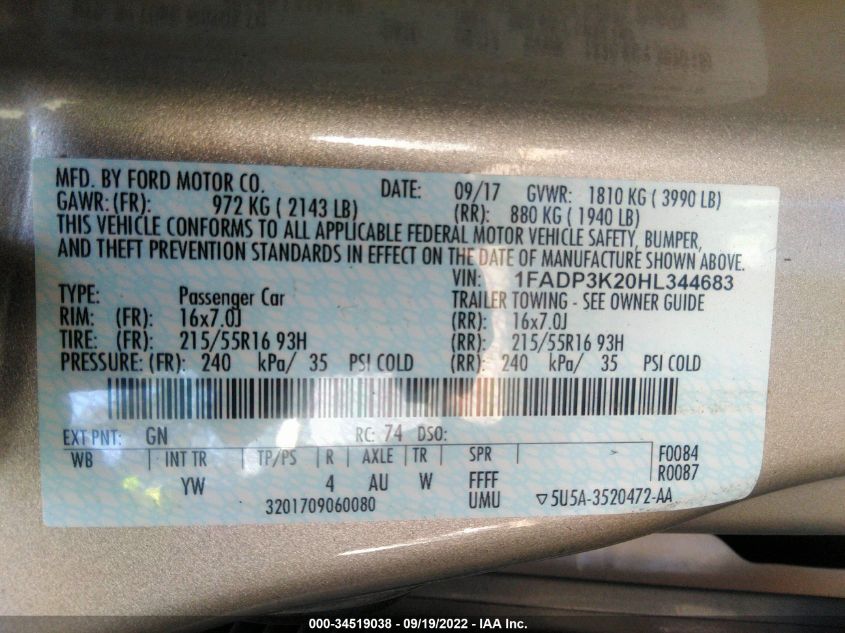 MFD. BY FORD MOTOR CO. DATE: 09/17 GVWR: 1810 KG ( 3990 LB)
GAWR: (FR): 972 KG ( 2143 LB) (RR): 880 KG ( 1940 LB)
THIS VEHICLE CONFORMS TO ALL APPLICABLE FEDERAL MOTOR VEHICLE SAFETY, BUMPER,
AND THEFT PREVENTION STANDARDS IN EFFECT ON THE DATE OF MANUFACTURE SHOWN ABOVE.
VIN: 1FADP3K20HL344683
TYPE: Passenger Car TRAILER TOWING - SEE OWNER GUIDE
RIM: (FR): 16x7.0J (RR): 16x7.0J
TIRE: (FR): 215/55R16 93H (RR): 215/55R16 93H
PRESSURE: (FR): 240 kPa/ 35 PSI COLD (RR): 240 kPa/ 35 PSI COLD
EXT PNT: GN RC: 74 DSO:
WB INT TR TP/PS R AXLE TR SPR F0084
YW 4 AU W FFFF R0087
3201709060080 UMU ▽5U5A-3520472-AA
000-34519038 - 09/19/2022 - IAA Inc.